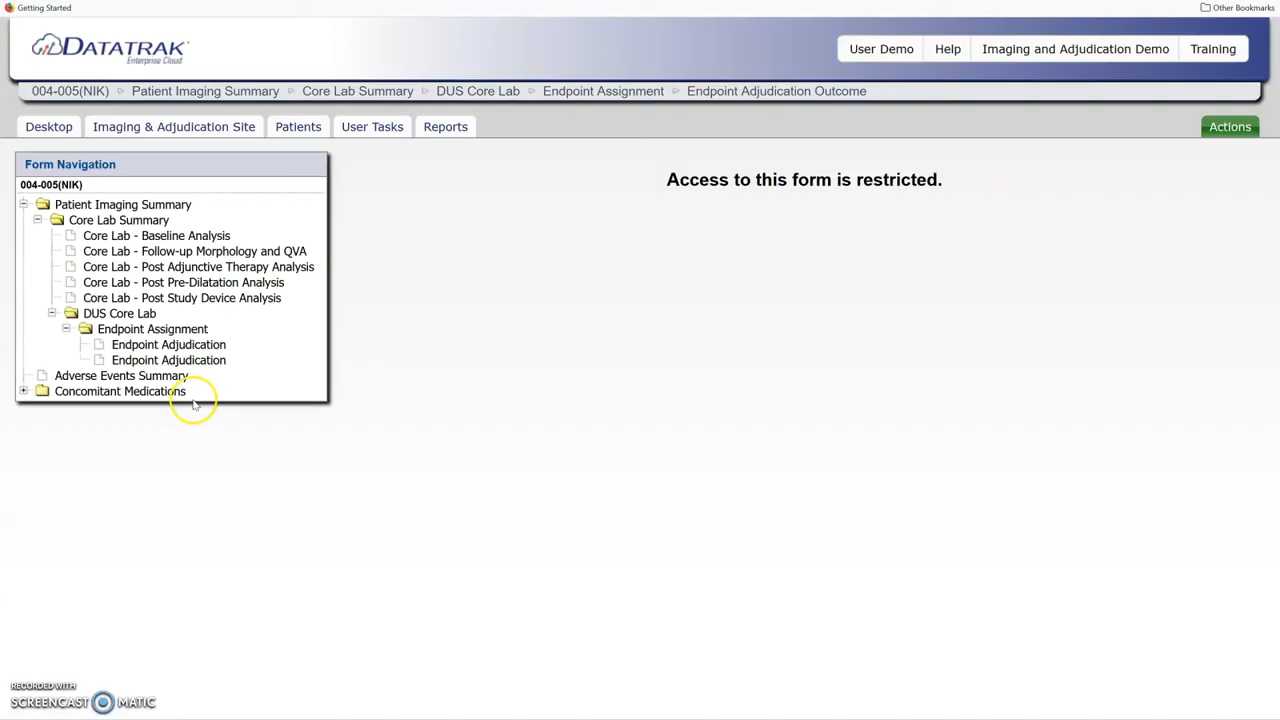 Getting Started
Other Bookmarks
DATATRAK
Enterprise Cloud
User Demo
Help
Imaging and Adjudication Demo
Training
004-005(NIK)
Patient Imaging Summary
Core Lab Summary
DUS Core Lab
Endpoint Assignment
Endpoint Adjudication Outcome
Desktop
Imaging & Adjudication Site
Patients
User Tasks
Reports
Actions
Form Navigation
004-005(NIK)
Patient Imaging Summary
Core Lab Summary
Core Lab - Baseline Analysis
Core Lab - Follow-up Morphology and QVA
Core Lab - Post Adjunctive Therapy Analysis
Core Lab - Post Pre-Dilatation Analysis
Core Lab - Post Study Device Analysis
DUS Core Lab
Endpoint Assignment
Endpoint Adjudication
Endpoint Adjudication
Adverse Events Summary
Concomitant Medications
Access to this form is restricted.
RECORDED WITH
SCREENCAST MATIC